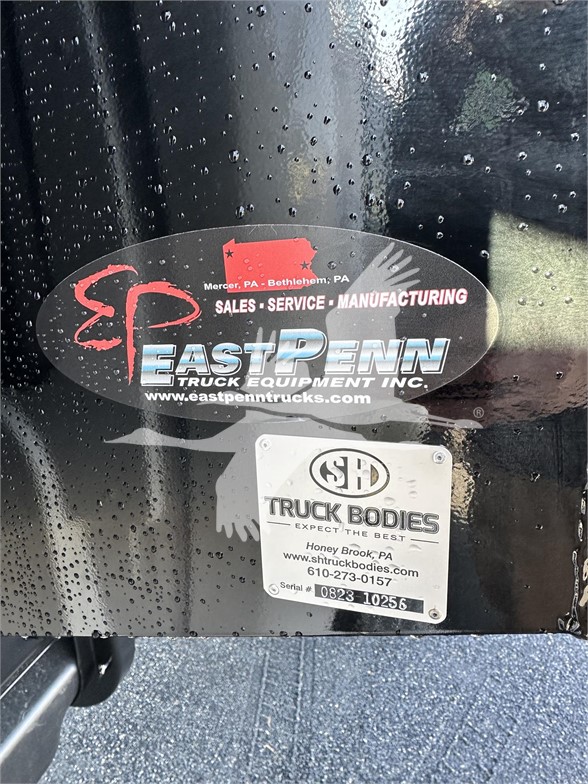 Mercer, PA - Bethlehem, PA
SALES ▪ SERVICE ▪ MANUFACTURING
EP
EASTPENN
TRUCK EQUIPMENT INC.
www.eastpenntrucks.com
®
SH
TRUCK BODIES
EXPECT THE BEST
Honey Brook, PA
www.shtruckbodies.com
610-273-0157
Serial # 0823 10256